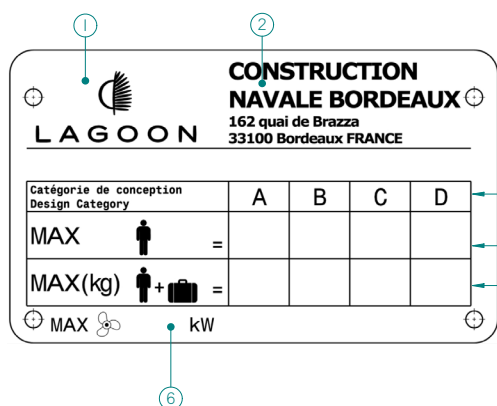 1
2
CONSTRUCTION
NAVALE BORDEAUX
162 quai de Brazza
33100 Bordeaux FRANCE
LAGOON
Catégorie de conception
Design Category
A B C D
MAX =
MAX(kg) + =
MAX kW
6